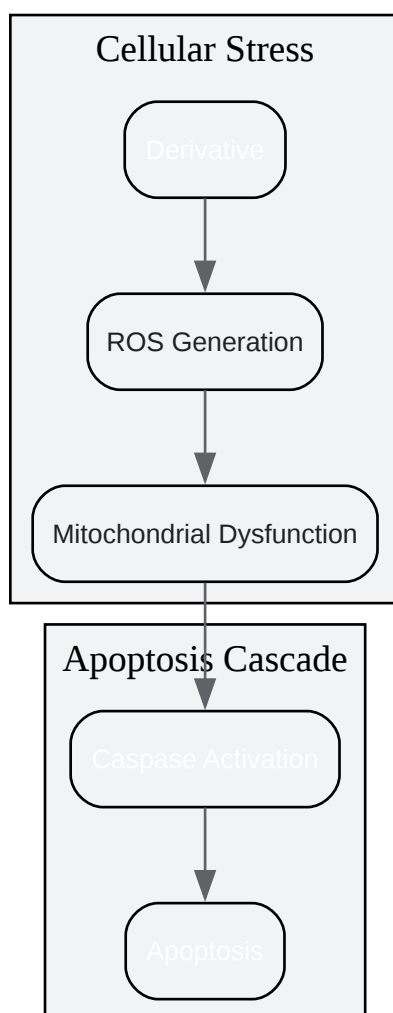 Cellular Stress
Derivative
ROS Generation
Mitochondrial Dysfunction
Apoptosis Cascade
Caspase Activation
Apoptosis